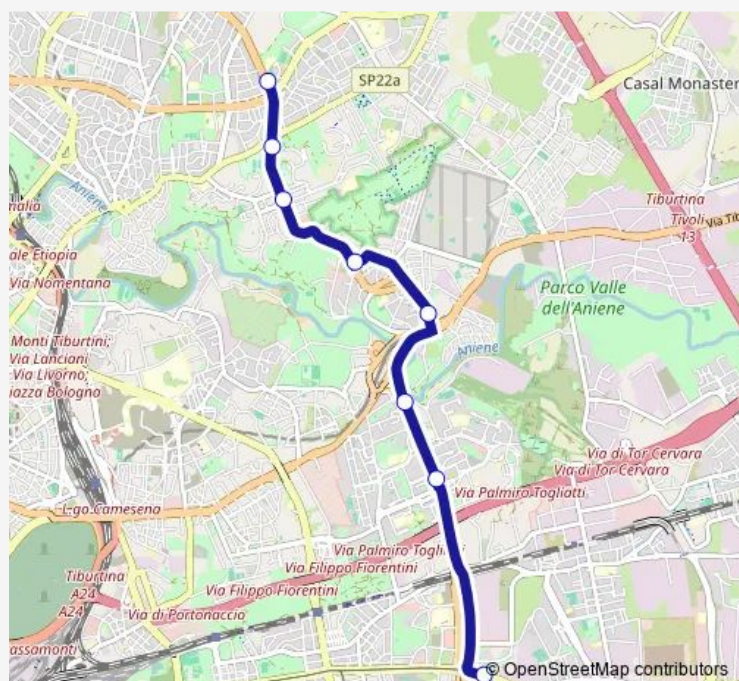 SP22a
Casal Monaster
Aniene
nalia
ale Etiopia
Via Nomentana
Tiburtina
Tivoli
13
Via Tib
Parco Valle
dell'Aniene
Monti Tiburtini;
Via Lanciani
Via Livorno;
iazza Bologna
Aniene
Via di Tor Cervara
Via di Tor Cervara
Via Palmiro Togliatti
L.go Camesena
Via Palmiro Togli
Via Filippo Fiorentini
Via Filippo Fiorentini
Tiburtina
A24
A24
Via di Portonaccio
assamonti
© OpenStreetMap contributors